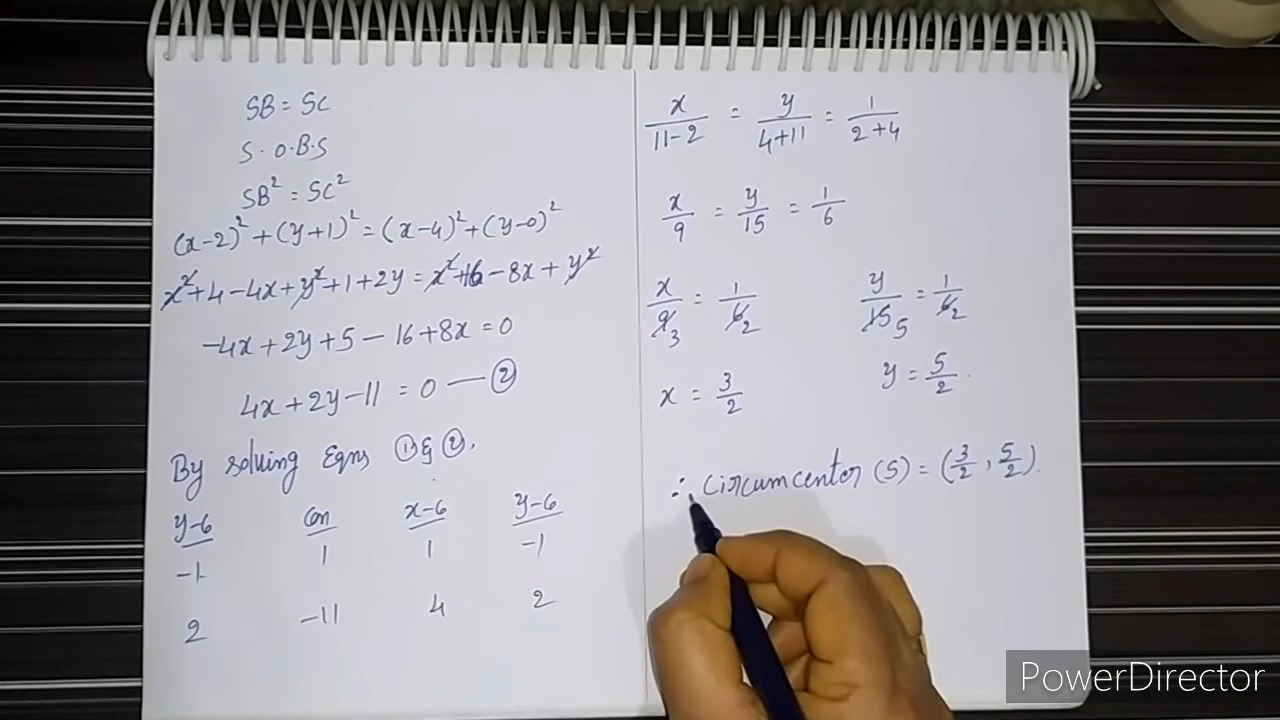 SB = SC
S.O.B.S
SB² = SC²
(x-2)² + (y+1)² = (x-4)² + (y-0)²
x² + 4 - 4x + y² + 1 + 2y = x² + 16 - 8x + y²
-4x + 2y + 5 - 16 + 8x = 0
4x + 2y - 11 = 0 — ②
By solving Eqns ① & ②.
y-6 con x-6 y-6
-1 1 1 -1
2 -11 4 2
x/(11-2) = y/(4+11) = 1/(2+4)
x/9 = y/15 = 1/6
x/9 3 = 1/6 2 y/15 5 = 1/6 2
x = 3/2 y = 5/2.
∴ Circumcenter (S) = (3/2, 5/2).
PowerDirector